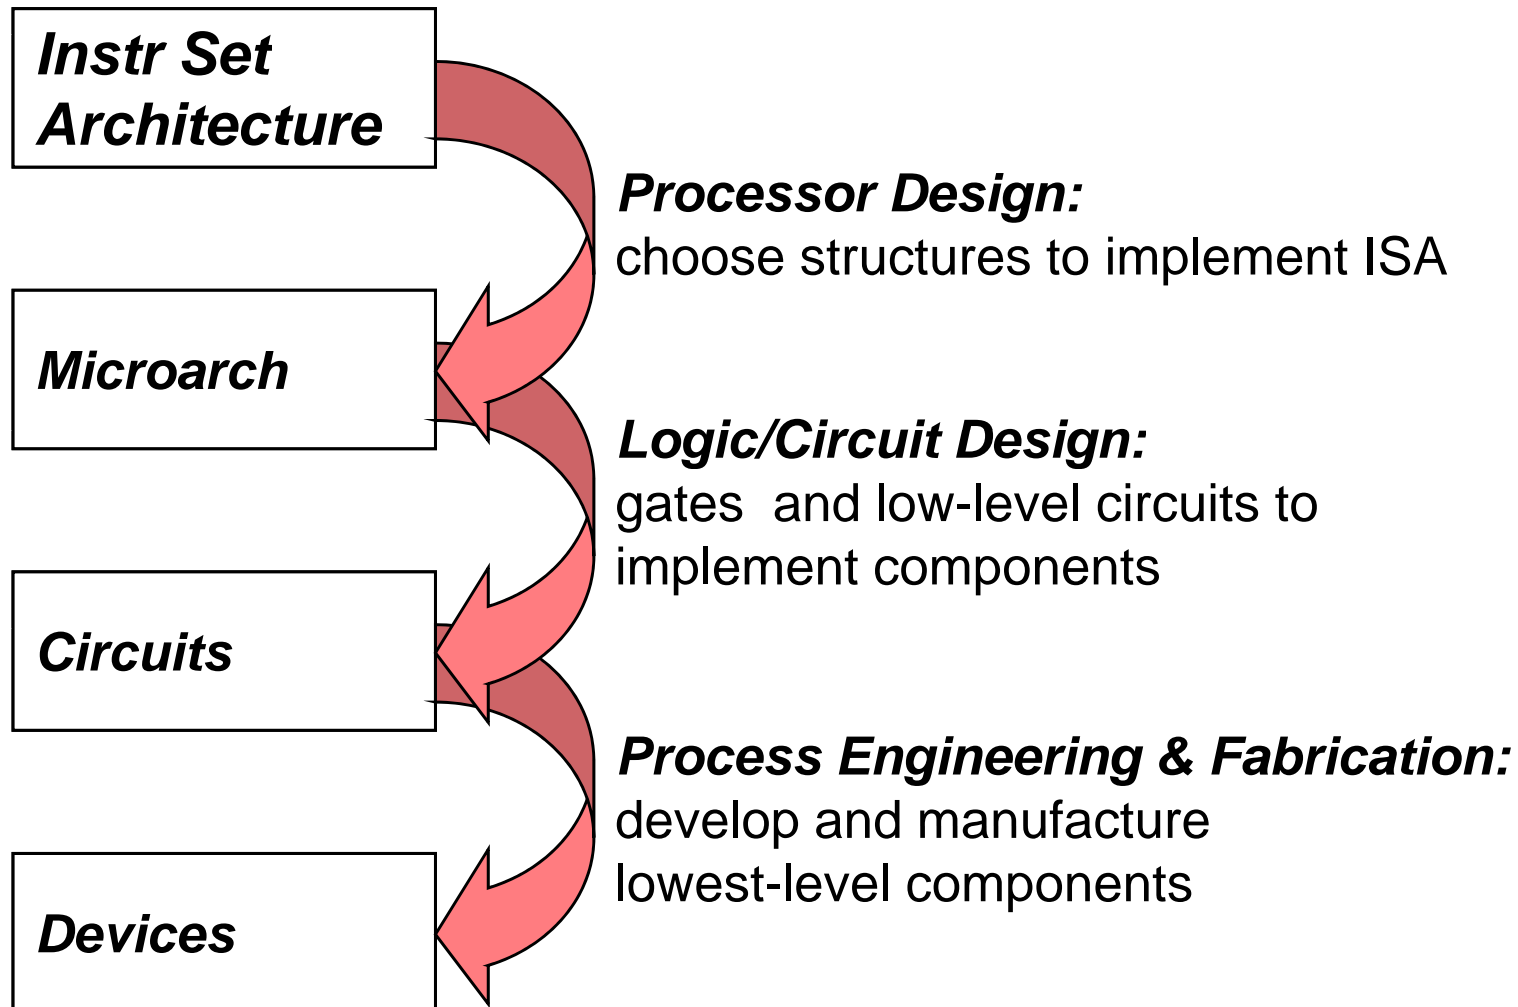 Instr Set
Architecture
Processor Design:
choose structures to implement ISA
Microarch
Logic/Circuit Design:
gates  and low-level circuits to
implement components
Circuits
Process Engineering & Fabrication:
develop and manufacture
lowest-level components
Devices